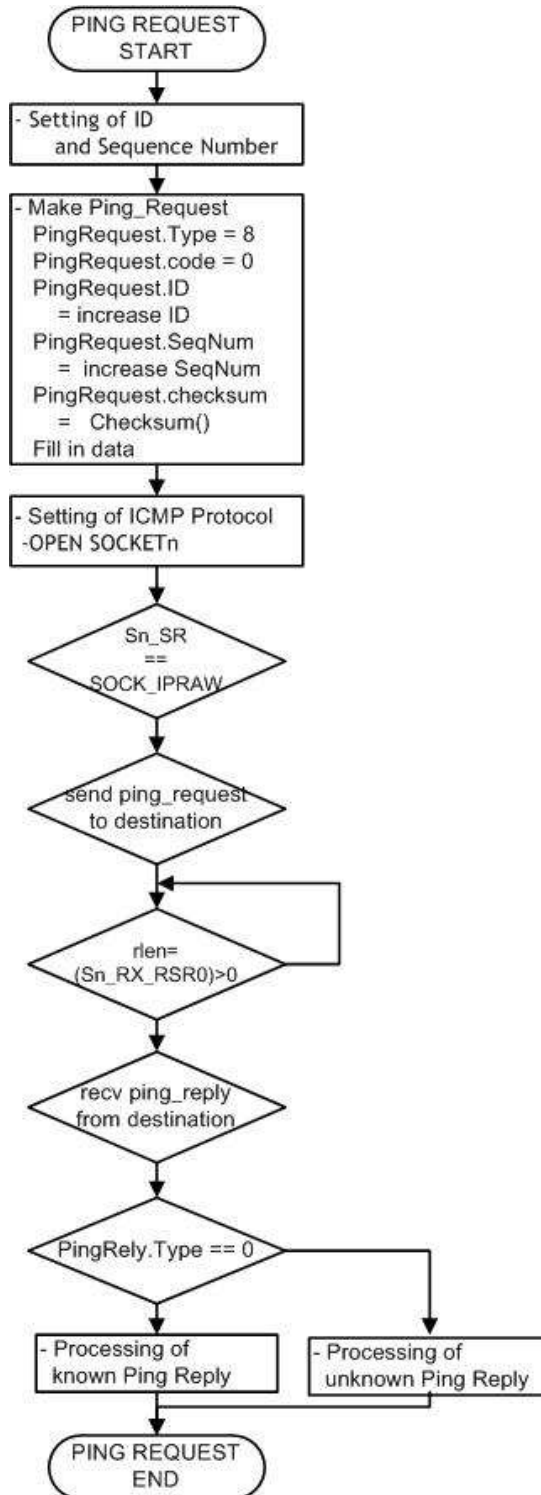 PING REQUEST
START
- Setting of ID
and Sequence Number
- Make Ping_Request
PingRequest.Type = 8
PingRequest.code = 0
PingRequest.ID
= increase ID
PingRequest.SeqNum
= increase SeqNum
PingRequest.checksum
= Checksum()
Fill in data
- Setting of ICMP Protocol
-OPEN SOCKETn
Sn_SR
==
SOCK_IPRAW
send ping_request
to destination
rlen=
(Sn_RX_RSR0)>0
recv ping_reply
from destination
PingRely.Type == 0
- Processing of
known Ping Reply
- Processing of
unknown Ping Reply
PING REQUEST
END